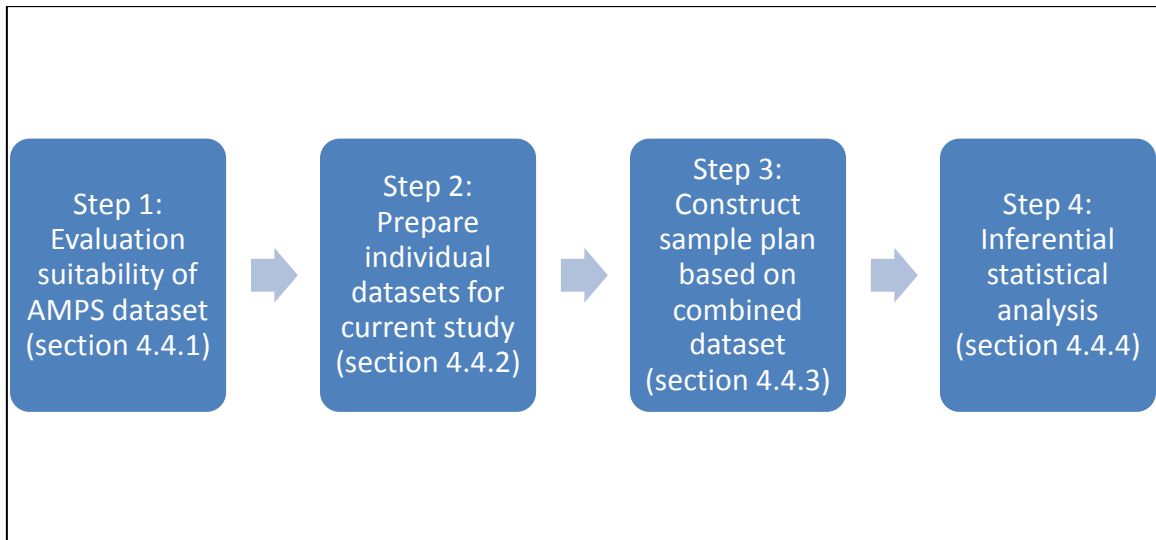 Step 1:
Evaluation
suitability of
AMPS dataset
(section 4.4.1)
Step 2:
Prepare
individual
datasets for
current study
(section 4.4.2)
Step 3:
Construct
sample plan
based on
combined
dataset
(section 4.4.3)
Step 4:
Inferential
statistical
analysis
(section 4.4.4)